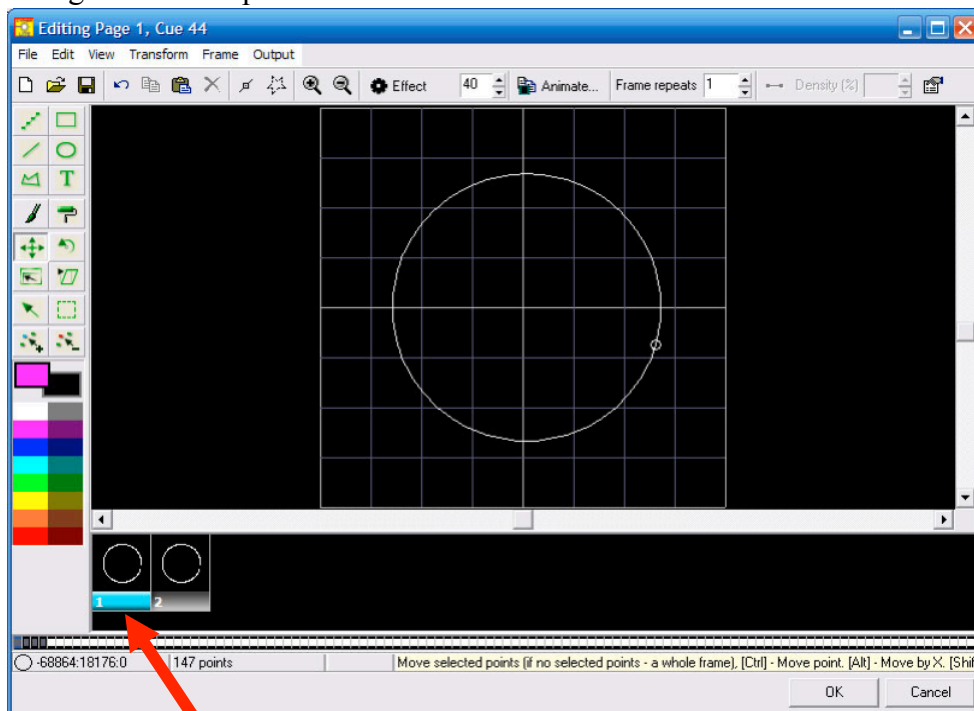 Editing Page 1, Cue 44
File Edit View Transform Frame Output
Effect 40 Animate... Frame repeats 1 Density (%)
T
1 2
-68864:18176:0 147 points Move selected points (if no selected points - a whole frame), [Ctrl] - Move point. [Alt] - Move by X. [Shif
OK Cancel